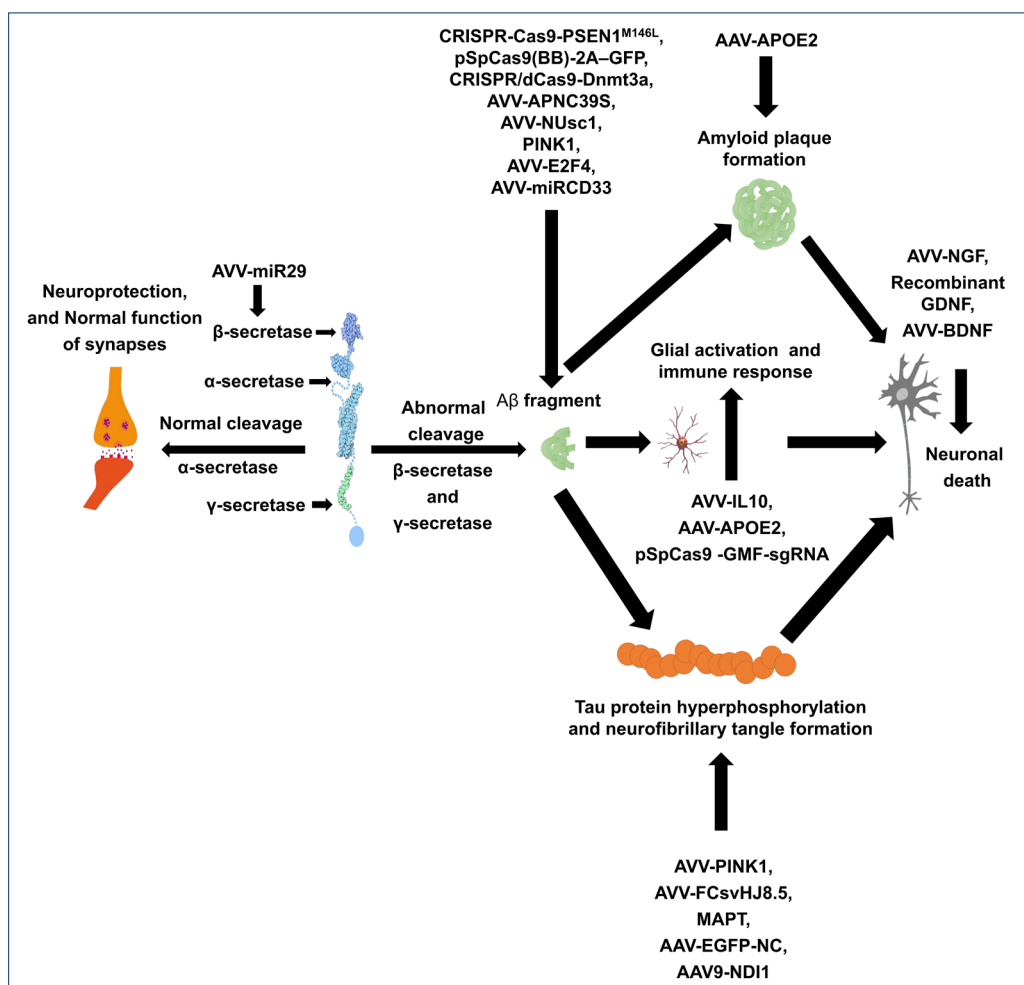 CRISPR-Cas9-PSEN1ᴹ¹⁴⁶ᴸ,
pSpCas9(BB)-2A–GFP,
CRISPR/dCas9-Dnmt3a,
AVV-APNC39S,
AVV-NUsc1,
PINK1,
AVV-E2F4,
AVV-miRCD33
AAV-APOE2
Amyloid plaque
formation
AVV-NGF,
Recombinant
GDNF,
AVV-BDNF
Neuronal
death
AVV-miR29
β-secretase
α-secretase
γ-secretase
Neuroprotection,
and Normal function
of synapses
Normal cleavage
α-secretase
Abnormal
cleavage
β-secretase
and
γ-secretase
Aβ fragment
Glial activation and
immune response
AVV-IL10,
AAV-APOE2,
pSpCas9 -GMF-sgRNA
Tau protein hyperphosphorylation
and neurofibrillary tangle formation
AVV-PINK1,
AVV-FCsvHJ8.5,
MAPT,
AAV-EGFP-NC,
AAV9-NDI1